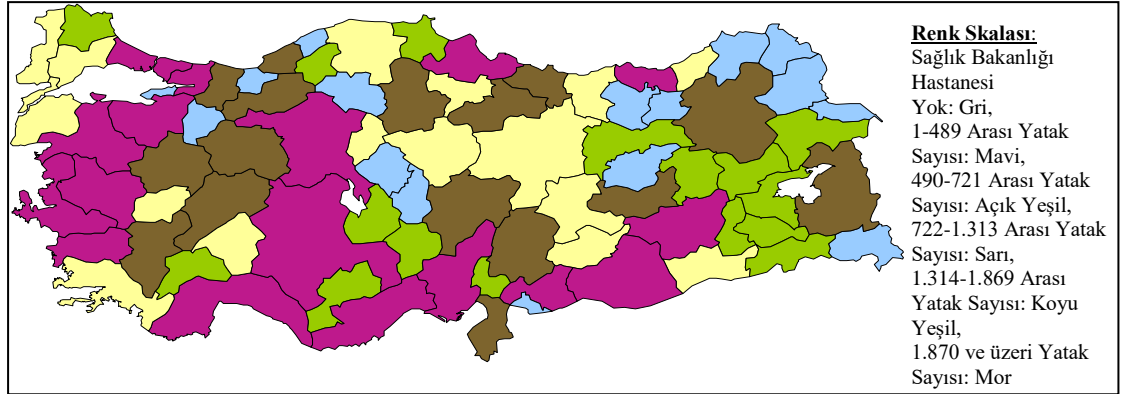 Renk Skalası:
Sağlık Bakanlığı
Hastanesi
Yok: Gri,
1-489 Arası Yatak
Sayısı: Mavi,
490-721 Arası Yatak
Sayısı: Açık Yeşil,
722-1.313 Arası Yatak
Sayısı: Sarı,
1.314-1.869 Arası
Yatak Sayısı: Koyu
Yeşil,
1.870 ve üzeri Yatak
Sayısı: Mor